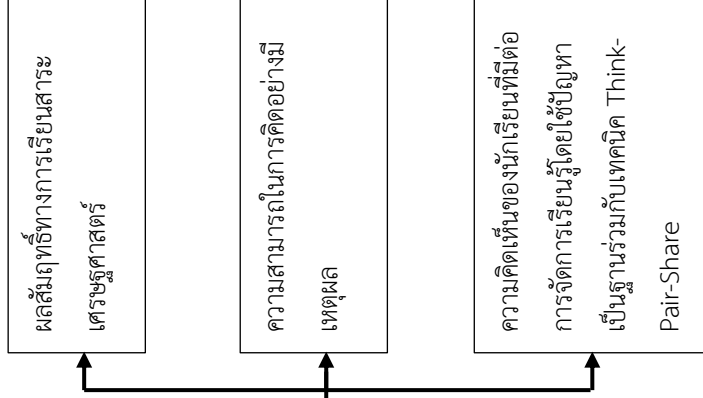 ผลสัมฤทธิ์ทางการเรียนสาระ
เศรษฐศาสตร์
ความสามารถในการคิดอย่างมี
เหตุผล
ความคิดเห็นของนักเรียนที่มีต่อ
การจัดการเรียนรู้โดยใช้ปัญหา
เป็นฐานร่วมกับเทคนิค Think-
Pair-Share